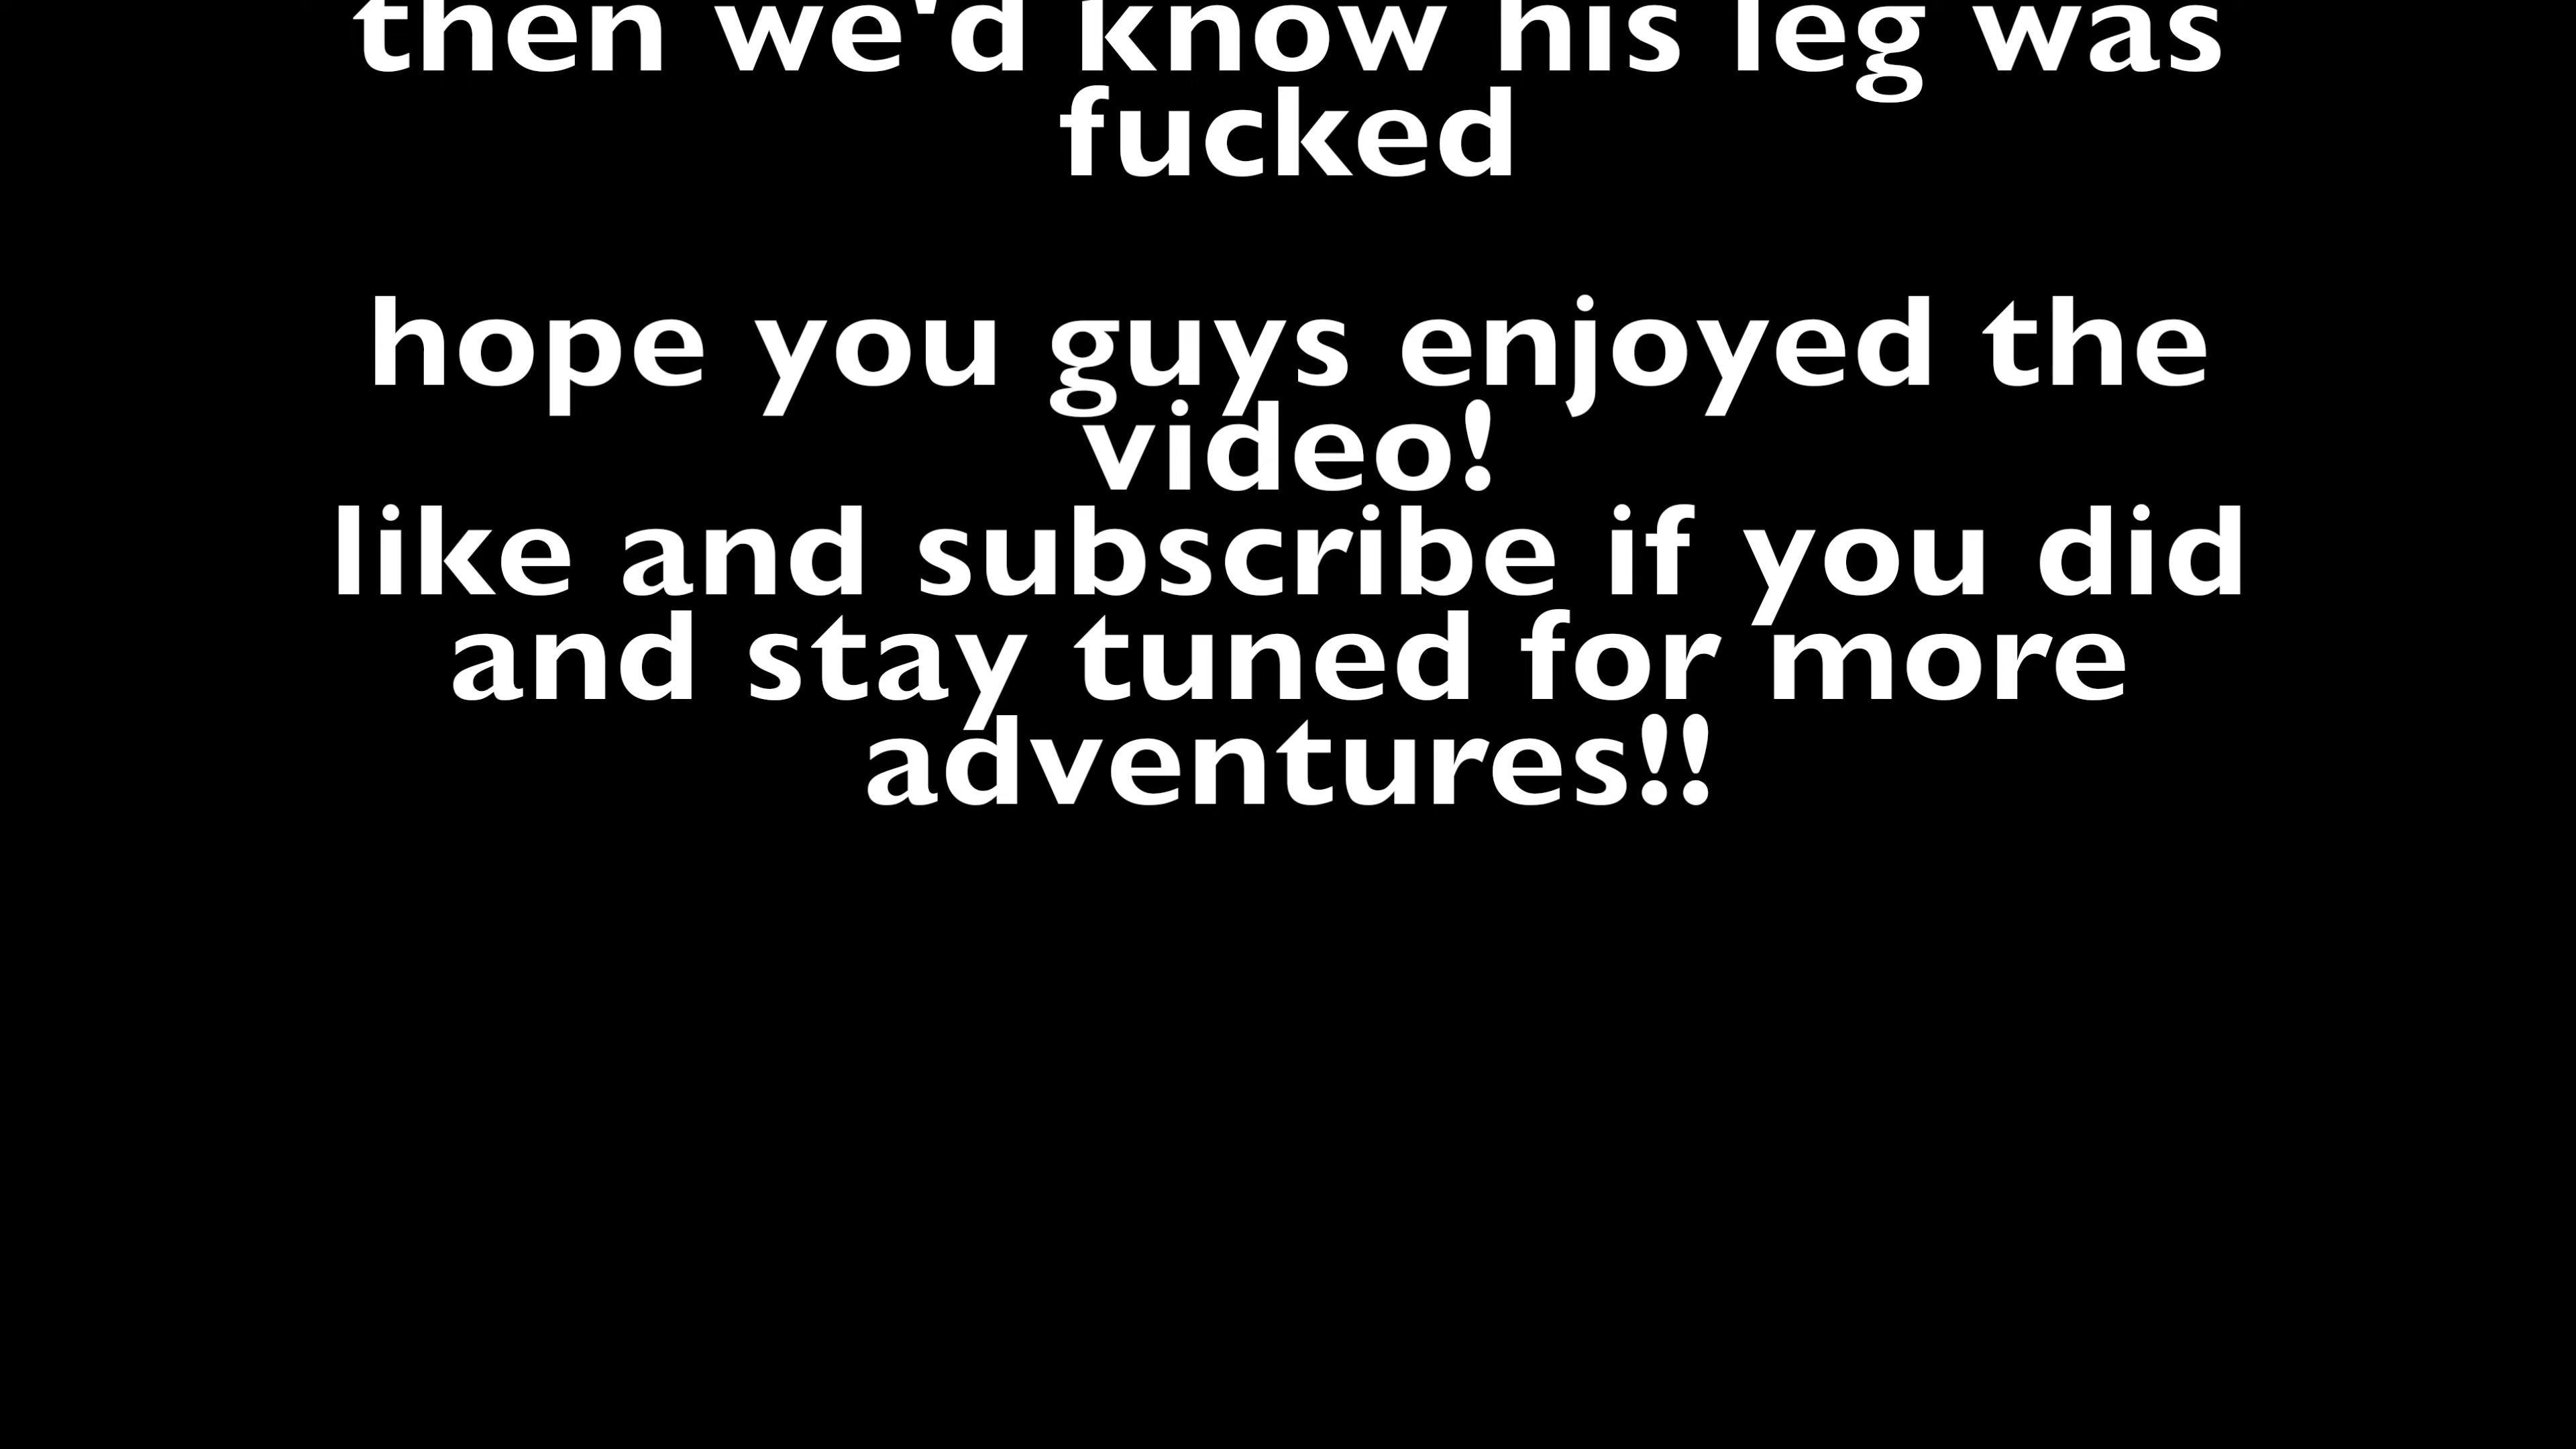 then we'd know his leg was
fucked
hope you guys enjoyed the
video!
like and subscribe if you did
and stay tuned for more
adventures!!